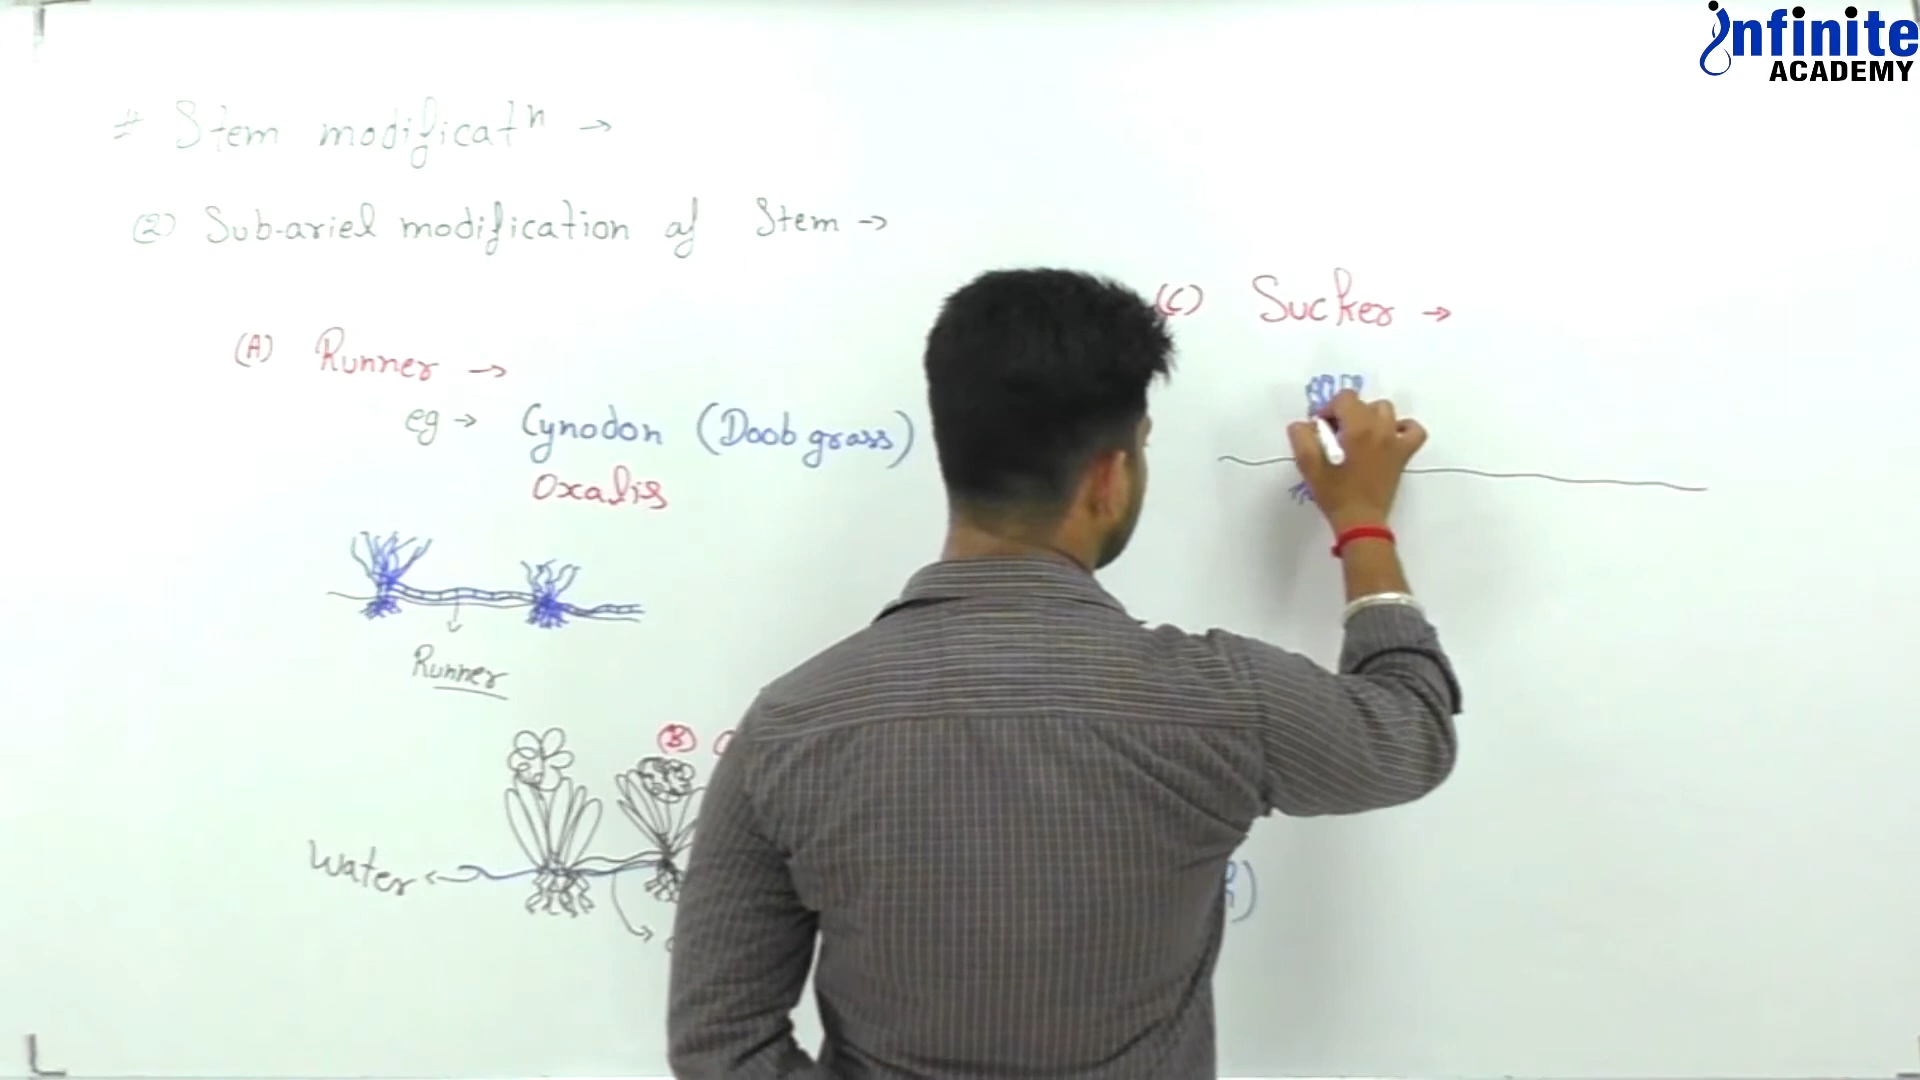 infinite
ACADEMY
# Stem modificatn →
(2) Sub-ariel modification of Stem →
(A) Runner →
eg → Cynodon (Doob grass)
Oxalis
Runner
(B)
Water
(C) Sucker →